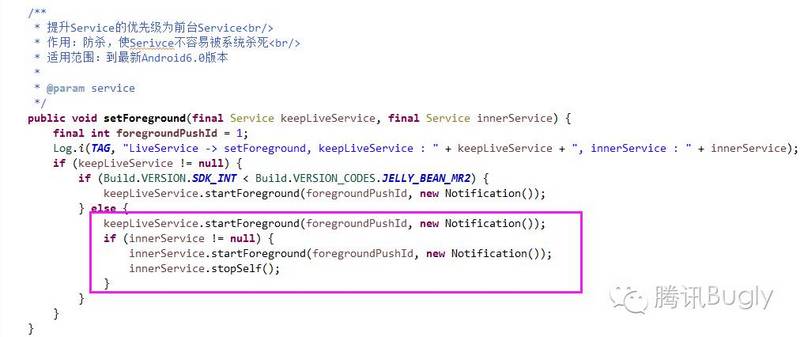 /**
 * 提升Service的优先级为前台Service<br/>
 * 作用：防杀，使Serivce不容易被系统杀死<br/>
 * 适用范围：到最新Android6.0版本
 *
 * @param service
 */
public void setForeground(final Service keepLiveService, final Service innerService) {
    final int foregroundPushId = 1;
    Log.i(TAG, "LiveService -> setForeground, keepLiveService : " + keepLiveService + ", innerService : " + innerService);
    if (keepLiveService != null) {
        if (Build.VERSION.SDK_INT < Build.VERSION_CODES.JELLY_BEAN_MR2) {
            keepLiveService.startForeground(foregroundPushId, new Notification());
        } else {
            keepLiveService.startForeground(foregroundPushId, new Notification());
            if (innerService != null) {
                innerService.startForeground(foregroundPushId, new Notification());
                innerService.stopSelf();
            }
        }
    }
}
腾讯Bugly